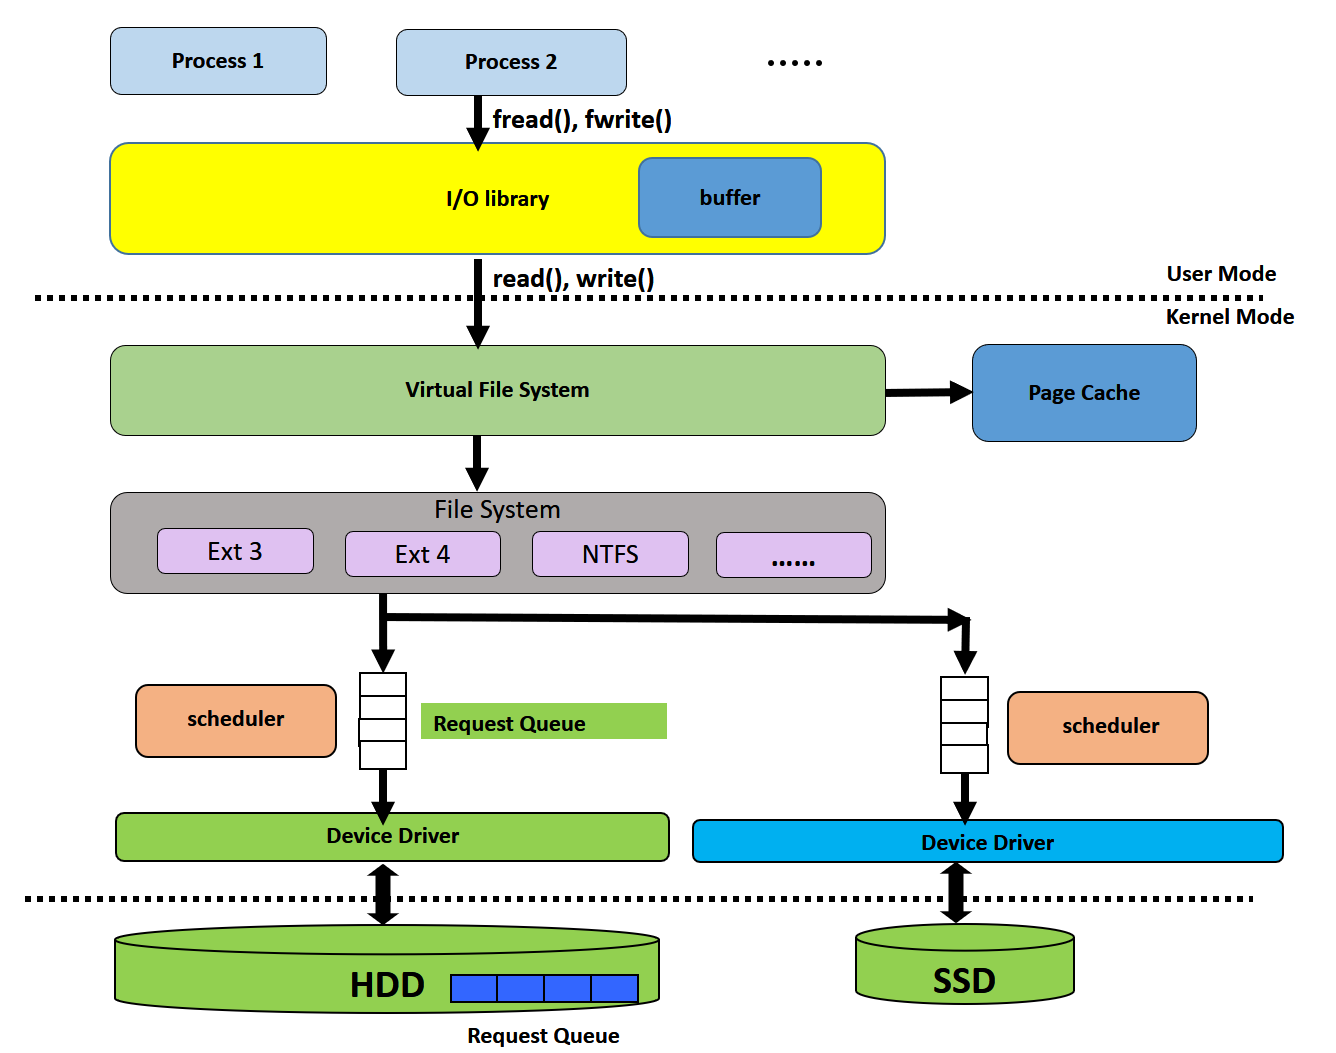 Process 1
Process 2
.....
fread(), fwrite()
I/O library
buffer
read(), write()
User Mode
Kernel Mode
Virtual File System
Page Cache
File System
Ext 3
Ext 4
NTFS
......
scheduler
Request Queue
scheduler
Device Driver
Device Driver
HDD
SSD
Request Queue